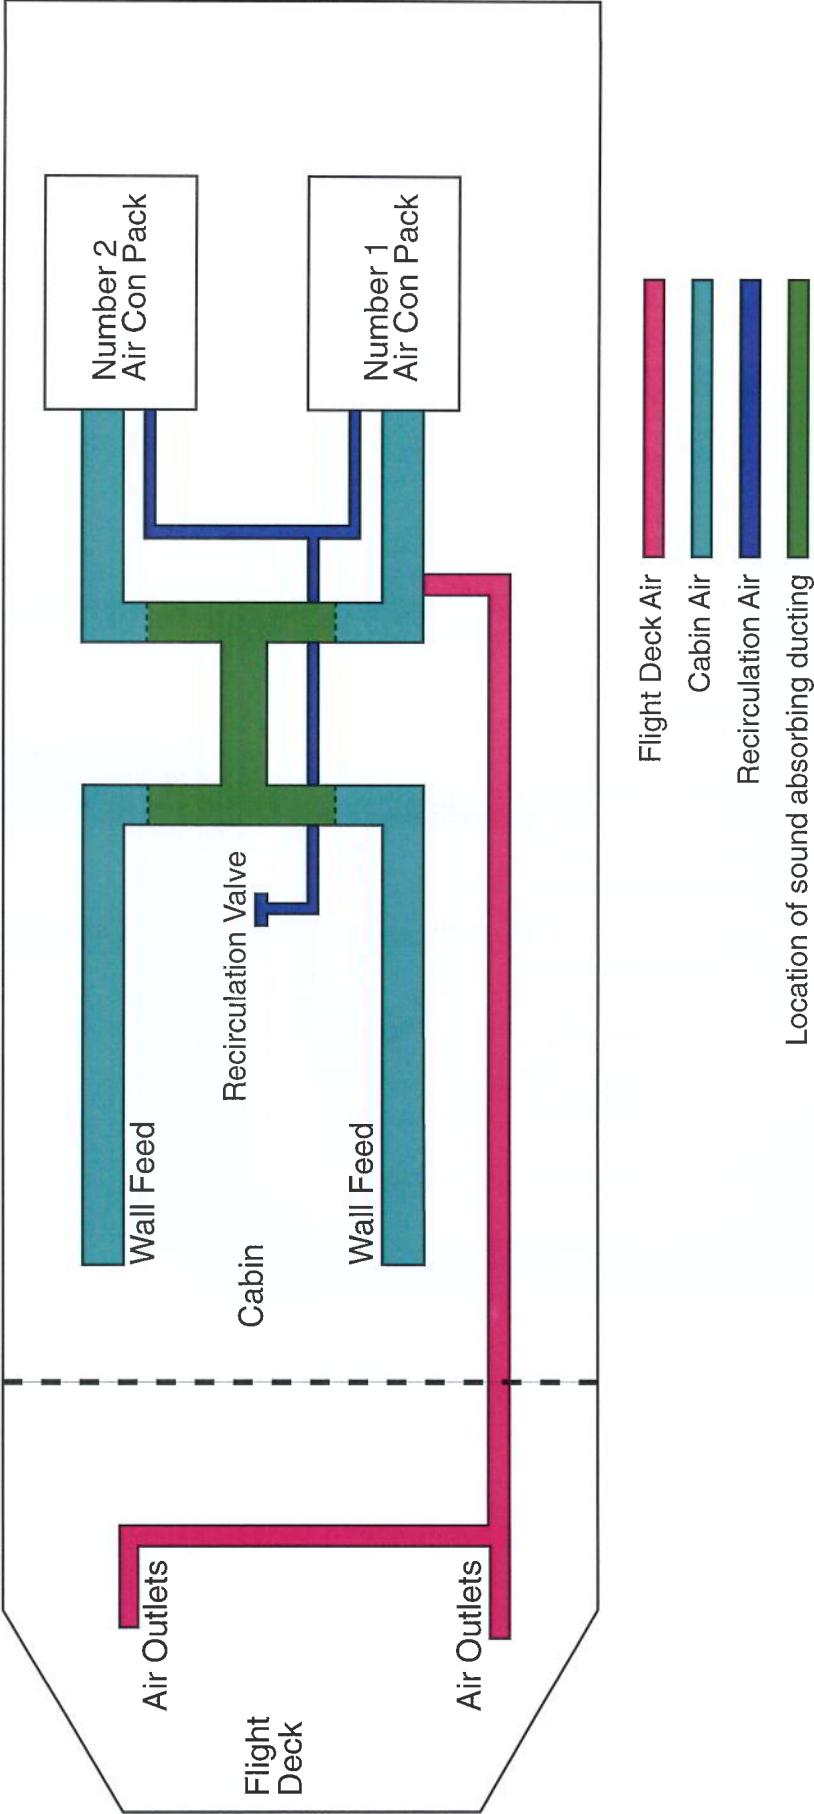 Number 2
Air Con Pack
Number 1
Air Con Pack
Recirculation Valve
Wall Feed
Wall Feed
Cabin
Air Outlets
Air Outlets
Flight
Deck
Flight Deck Air
Cabin Air
Recirculation Air
Location of sound absorbing ducting